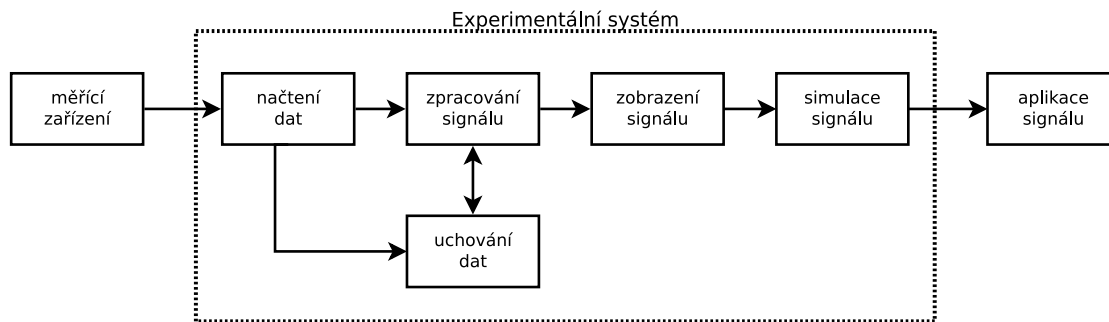 Experimentální systém
měřící
zařízení
načtení
dat
zpracování
signálu
zobrazení
signálu
simulace
signálu
aplikace
signálu
uchování
dat